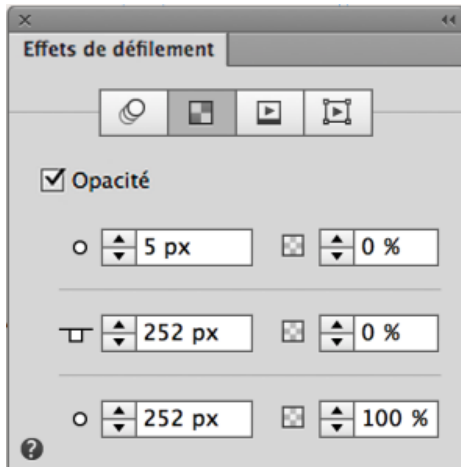 Effets de défilement
Opacité
5 px 0 %
252 px 0 %
252 px 100 %
?